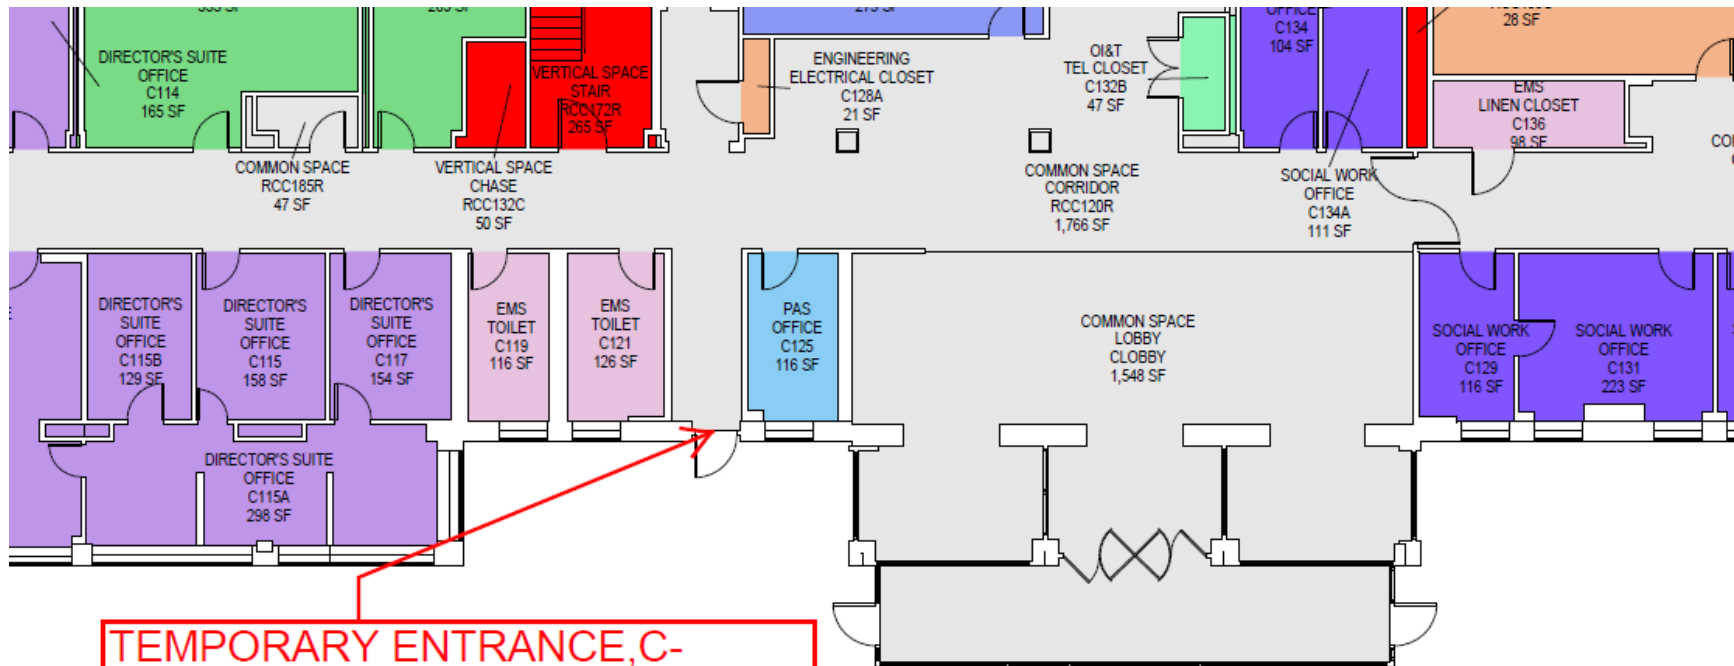 DIRECTOR'S SUITE
OFFICE
C114
165 SF
COMMON SPACE
RCC185R
47 SF
VERTICAL SPACE
CHASE
RCC132C
50 SF
VERTICAL SPACE
STAIR
RCC172R
265 SF
ENGINEERING
ELECTRICAL CLOSET
C128A
21 SF
OI&T
TEL CLOSET
C132B
47 SF
COMMON SPACE
CORRIDOR
RCC120R
1,766 SF
OFFICE
C134
104 SF
SOCIAL WORK
OFFICE
C134A
111 SF
28 SF
EMS
LINEN CLOSET
C136
98 SF
DIRECTOR'S
SUITE
OFFICE
C115B
129 SF
DIRECTOR'S
SUITE
OFFICE
C115
158 SF
DIRECTOR'S
SUITE
OFFICE
C117
154 SF
EMS
TOILET
C119
116 SF
EMS
TOILET
C121
126 SF
PAS
OFFICE
C125
116 SF
COMMON SPACE
LOBBY
CLOBBY
1,548 SF
SOCIAL WORK
OFFICE
C129
116 SF
SOCIAL WORK
OFFICE
C131
223 SF
DIRECTOR'S SUITE
OFFICE
C115A
298 SF
TEMPORARY ENTRANCE,C-